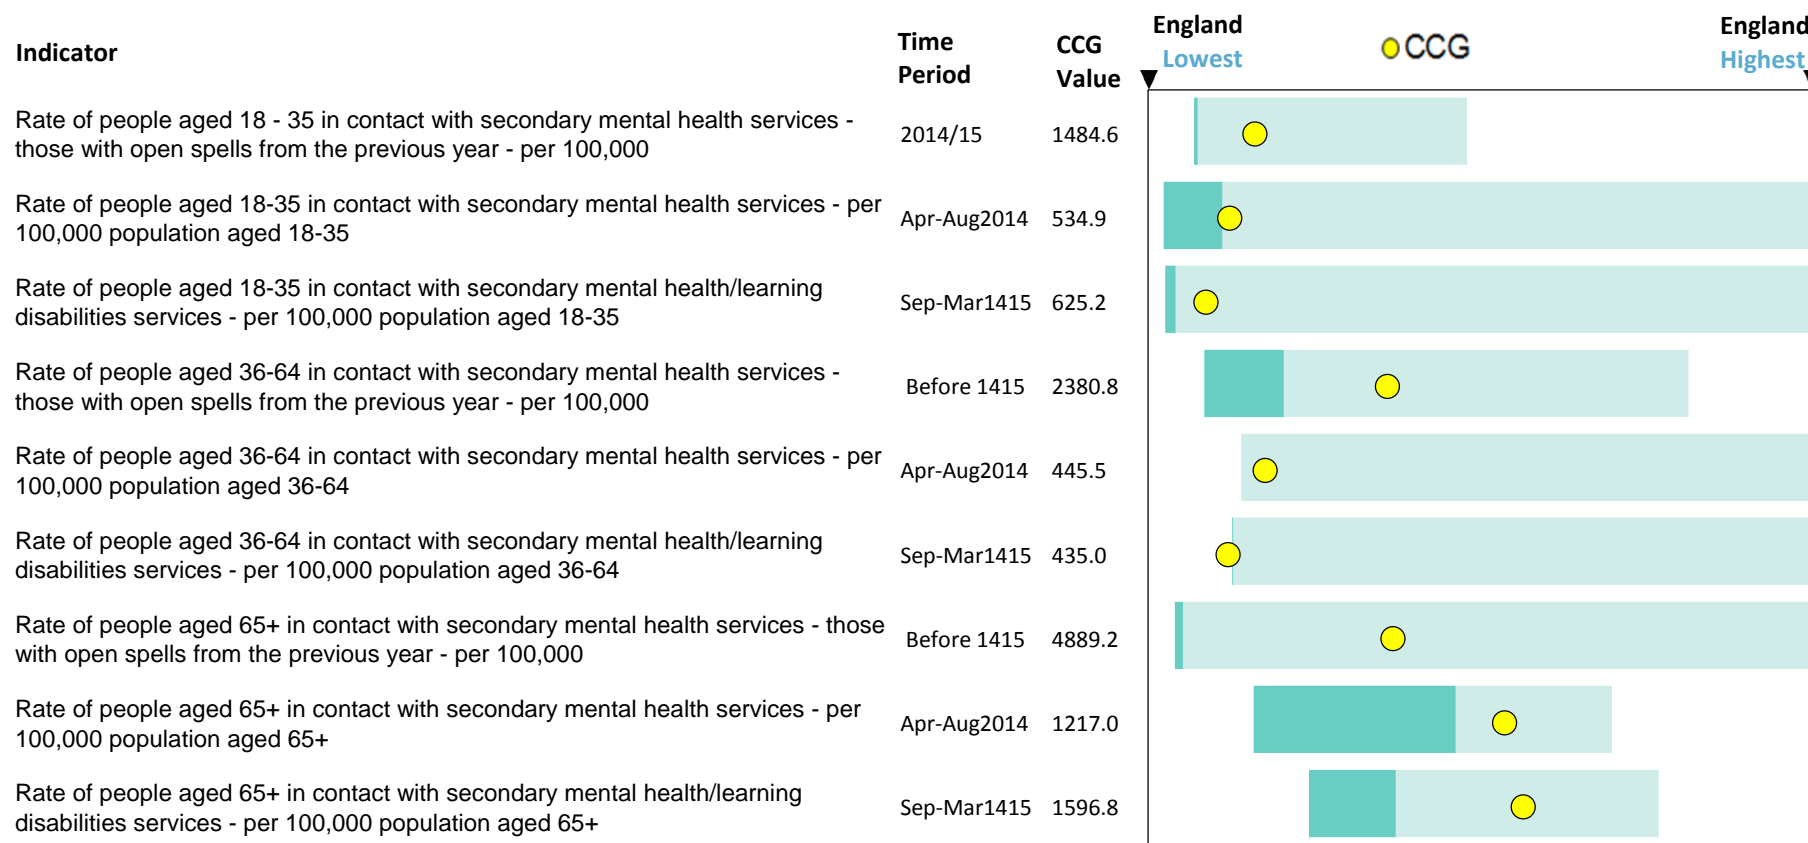 Indicator
Time
Period
CCG
Value
England
Lowest
CCG
England
Highest
Rate of people aged 18 - 35 in contact with secondary mental health services -
those with open spells from the previous year - per 100,000
2014/15
1484.6
Rate of people aged 18-35 in contact with secondary mental health services - per
100,000 population aged 18-35
Apr-Aug2014
534.9
Rate of people aged 18-35 in contact with secondary mental health/learning
disabilities services - per 100,000 population aged 18-35
Sep-Mar1415
625.2
Rate of people aged 36-64 in contact with secondary mental health services -
those with open spells from the previous year - per 100,000
Before 1415
2380.8
Rate of people aged 36-64 in contact with secondary mental health services - per
100,000 population aged 36-64
Apr-Aug2014
445.5
Rate of people aged 36-64 in contact with secondary mental health/learning
disabilities services - per 100,000 population aged 36-64
Sep-Mar1415
435.0
Rate of people aged 65+ in contact with secondary mental health services - those
with open spells from the previous year - per 100,000
Before 1415
4889.2
Rate of people aged 65+ in contact with secondary mental health services - per
100,000 population aged 65+
Apr-Aug2014
1217.0
Rate of people aged 65+ in contact with secondary mental health/learning
disabilities services - per 100,000 population aged 65+
Sep-Mar1415
1596.8